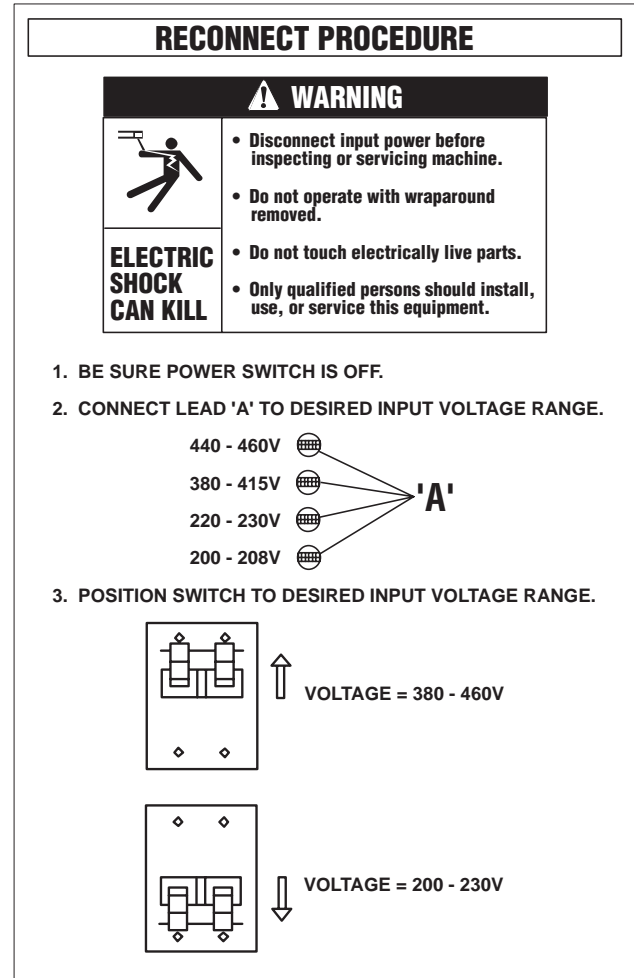 RECONNECT PROCEDURE
WARNING
• Disconnect input power before
inspecting or servicing machine.
• Do not operate with wraparound
removed.
• Do not touch electrically live parts.
• Only qualified persons should install,
use, or service this equipment.
ELECTRIC
SHOCK
CAN KILL
1. BE SURE POWER SWITCH IS OFF.
2. CONNECT LEAD 'A' TO DESIRED INPUT VOLTAGE RANGE.
440 - 460V
380 - 415V
220 - 230V
200 - 208V
'A'
3. POSITION SWITCH TO DESIRED INPUT VOLTAGE RANGE.
VOLTAGE = 380 - 460V
VOLTAGE = 200 - 230V